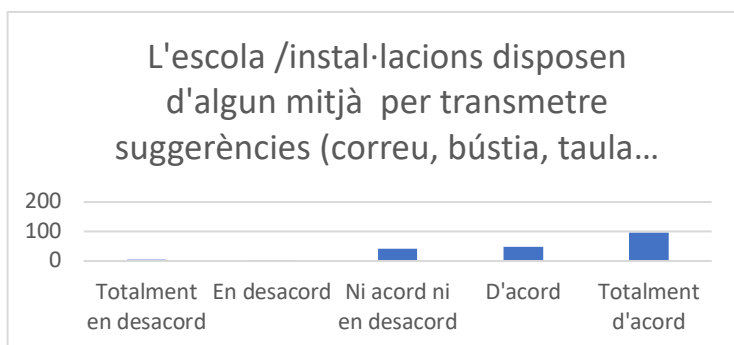 L'escola /instal·lacions disposen
d'algun mitjà per transmetre
suggerències (correu, bústia, taula…
200
100
0
Totalment en desacord
En desacord
Ni acord ni en desacord
D'acord
Totalment d'acord